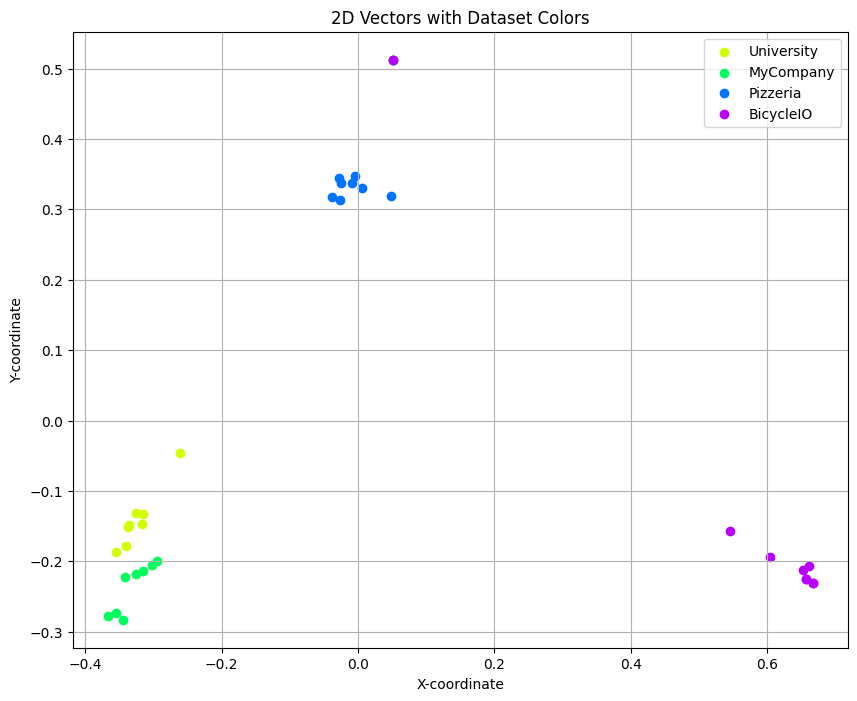 2D Vectors with Dataset Colors
University
MyCompany
Pizzeria
BicycleIO
Y-coordinate
0.5
0.4
0.3
0.2
0.1
0.0
−0.1
−0.2
−0.3
−0.4
−0.2
0.0
0.2
0.4
0.6
X-coordinate